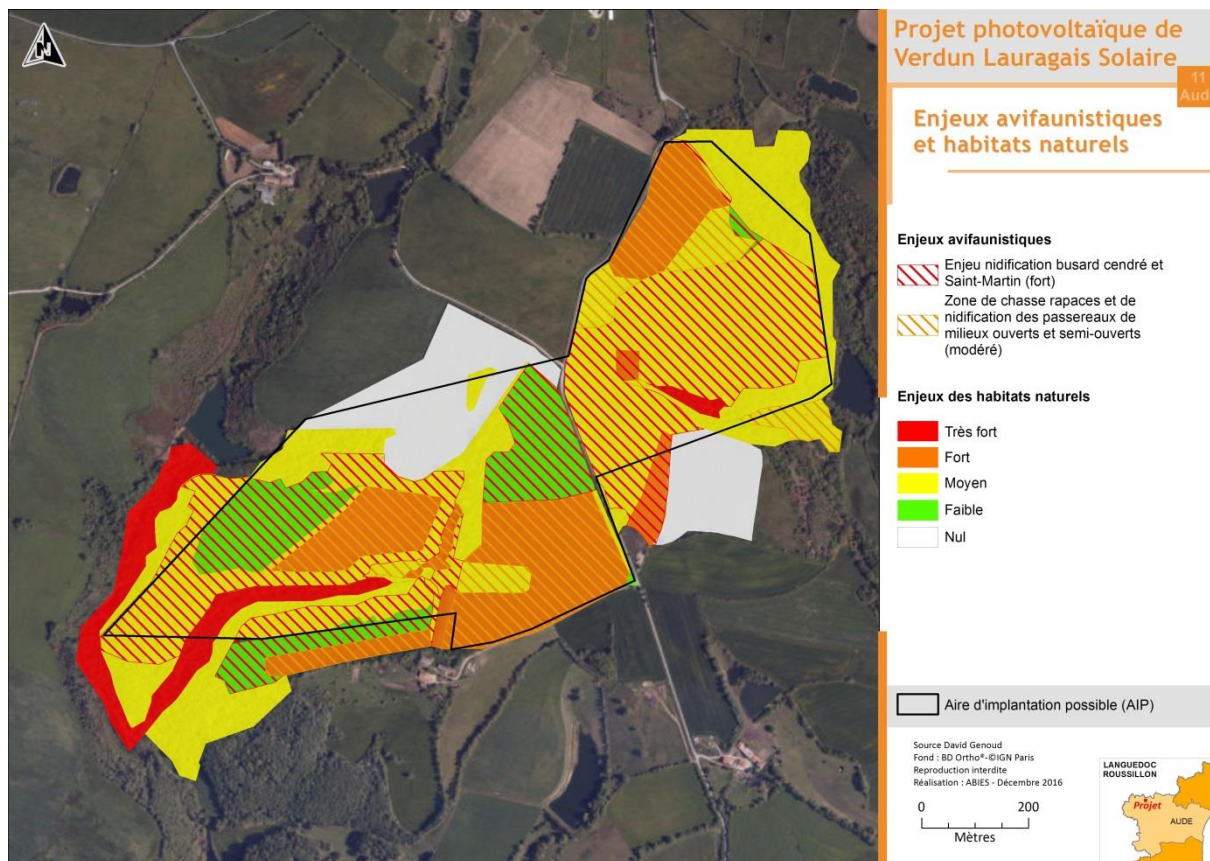 N
Projet photovoltaïque de
Verdun Lauragais Solaire
11
Aud
Enjeux avifaunistiques
et habitats naturels
Enjeux avifaunistiques
Enjeu nidification busard cendré et
Saint-Martin (fort)
Zone de chasse rapaces et de
nidification des passereaux de
milieux ouverts et semi-ouverts
(modéré)
Enjeux des habitats naturels
Très fort
Fort
Moyen
Faible
Nul
Aire d'implantation possible (AIP)
Source David Genoud
Fond : BD Ortho®-©IGN Paris
Reproduction interdite
Réalisation : ABIES - Décembre 2016
0 200
Mètres
LANGUEDOC
ROUSSILLON
Projet
AUDE